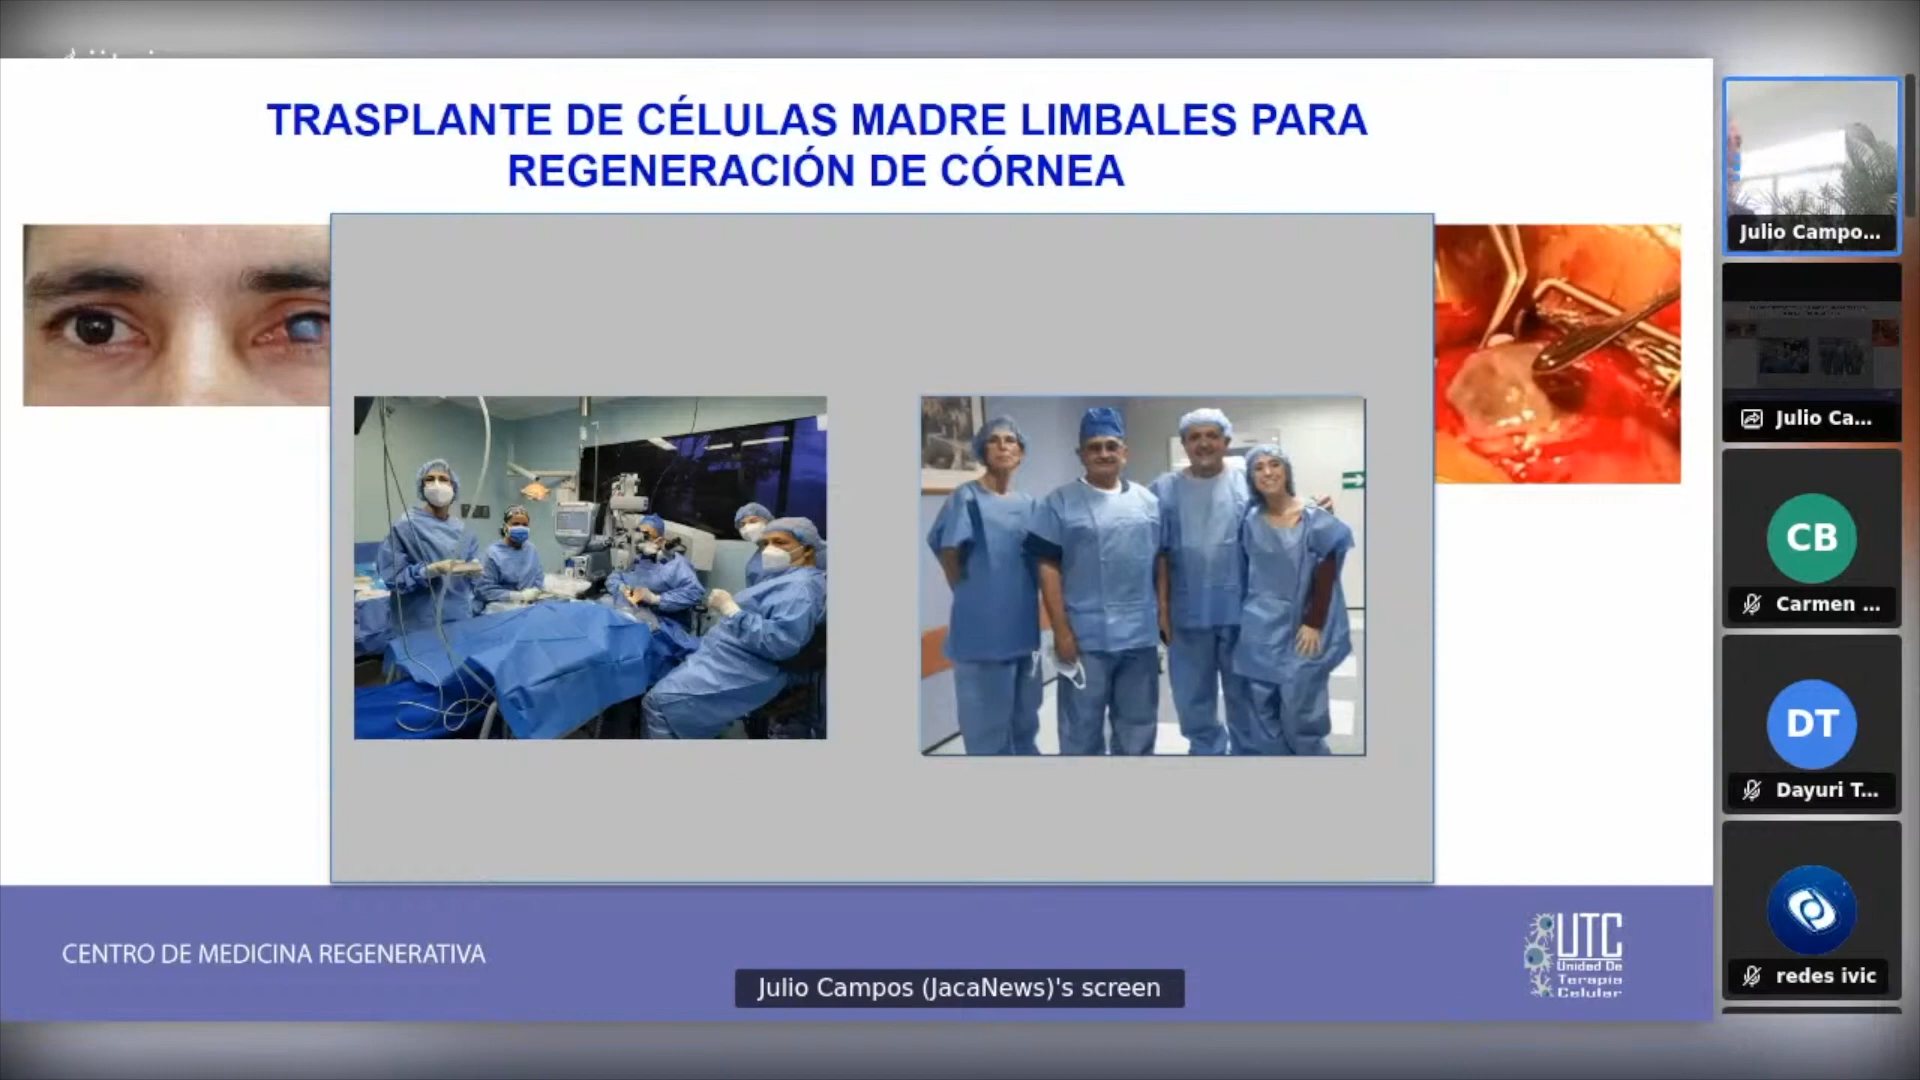 TRASPLANTE DE CÉLULAS MADRE LIMBALES PARA
REGENERACIÓN DE CÓRNEA
CENTRO DE MEDICINA REGENERATIVA
UTC
Unidad De
Terapia
Celular
Julio Campos (JacaNews)'s screen
Julio Campo...
Julio Ca...
CB
Carmen ...
DT
Dayuri T...
redes ivic